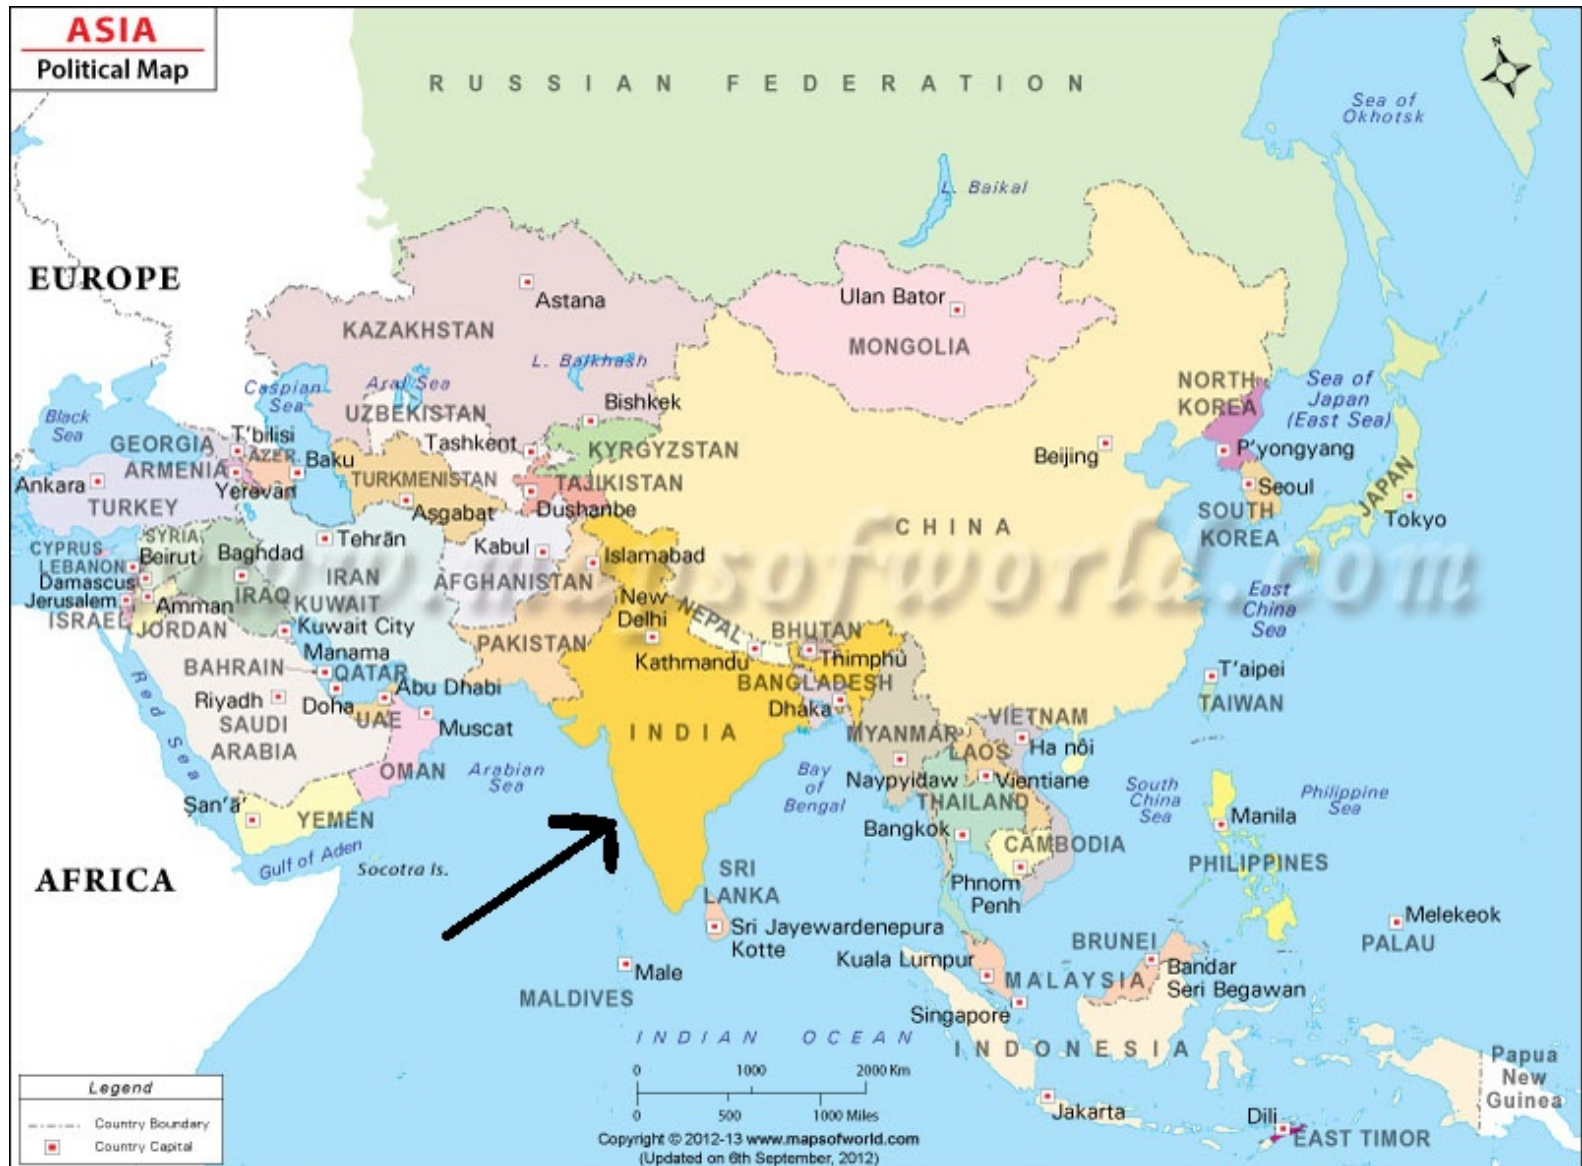 ASIA
Political Map
RUSSIAN FEDERATION
Sea of
Okhotsk
N
L. Baikal
EUROPE
Astana
KAZAKHSTAN
Ulan Bator
MONGOLIA
L. Balkhash
Caspian
Sea
Aral Sea
UZBEKISTAN
Bishkek
NORTH
KOREA
Sea of
Japan
(East Sea)
Black
Sea
GEORGIA
T'bilisi
AZER.
ARMENIA
Baku
Yerevan
Tashkent
KYRGYZSTAN
TURKMENISTAN
TAJIKISTAN
Dushanbe
Aşgabat
Beijing
P'yongyang
Seoul
SOUTH
KOREA
JAPAN
Tokyo
Ankara
TURKEY
CHINA
www.mapsofworld.com
CYPRUS
LEBANON
SYRIA
Beirut
Damascus
Jerusalem
ISRAEL
Amman
JORDAN
Baghdad
IRAQ
Tehrān
IRAN
Kabul
AFGHANISTAN
Islamabad
KUWAIT
Kuwait City
New
Delhi
NEPAL
Kathmandu
BHUTAN
Thimphú
PAKISTAN
BANGLADESH
Dhaka
East
China
Sea
T'aipei
TAIWAN
Manama
BAHRAIN
QATAR
Riyadh
Doha
Abu Dhabi
UAE
Muscat
SAUDI
ARABIA
Red Sea
OMAN
Arabian
Sea
INDIA
MYANMAR
VIETNAM
LAOS
Ha nôi
Naypyidaw
Vientiane
Bay
of
Bengal
THAILAND
Bangkok
CAMBODIA
Phnom
Penh
South
China
Sea
Philippine
Sea
Manila
PHILIPPINES
Şan'ā'
YEMEN
Gulf of Aden
Socotra Is.
AFRICA
SRI
LANKA
Sri Jayewardenepura
Kotte
Male
MALDIVES
Kuala Lumpur
MALAYSIA
BRUNEI
Bandar
Seri Begawan
Melekeok
PALAU
Singapore
INDIAN OCEAN
INDONESIA
Papua
New
Guinea
Jakarta
Dili
EAST TIMOR
0 1000 2000 Km
0 500 1000 Miles
Legend
Country Boundary
Country Capital
Copyright © 2012-13 www.mapsofworld.com
(Updated on 6th September, 2012)